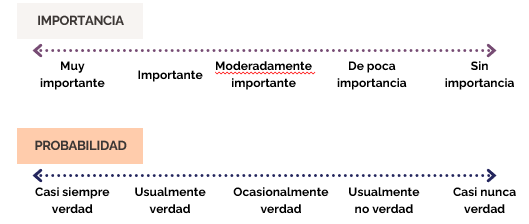 IMPORTANCIA
Muy importante
Importante
Moderadamente importante
De poca importancia
Sin importancia
PROBABILIDAD
Casi siempre verdad
Usualmente verdad
Ocasionalmente verdad
Usualmente no verdad
Casi nunca verdad